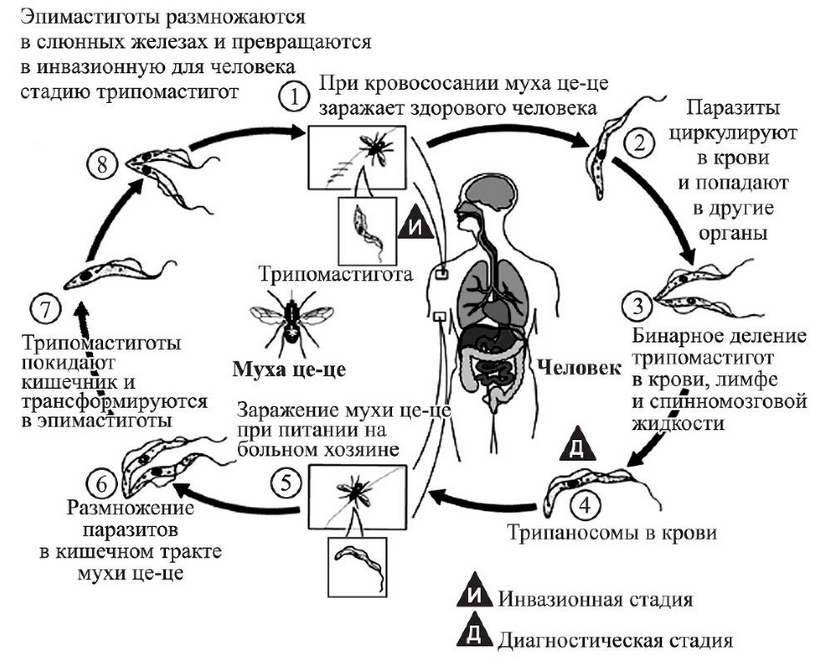 Эпимастиготы размножаются
в слюнных железах и превращаются
в инвазионную для человека
стадию трипомастигот
1
При кровососании муха це-це
заражает здорового человека
2
Паразиты
циркулируют
в крови
и попадают
в другие
органы
И
Трипомастигота
3
Бинарное деление
трипомастигот
в крови, лимфе
и спинномозговой
жидкости
Муха це-це
Человек
Д
4
Трипаносомы в крови
Заражение мухи це-це
при питании на
больном хозяине
5
6
Размножение
паразитов
в кишечном тракте
мухи це-це
7
Трипомастиготы
покидают
кишечник и
трансформируются
в эпимастиготы
8
И Инвазионная стадия
Д Диагностическая стадия